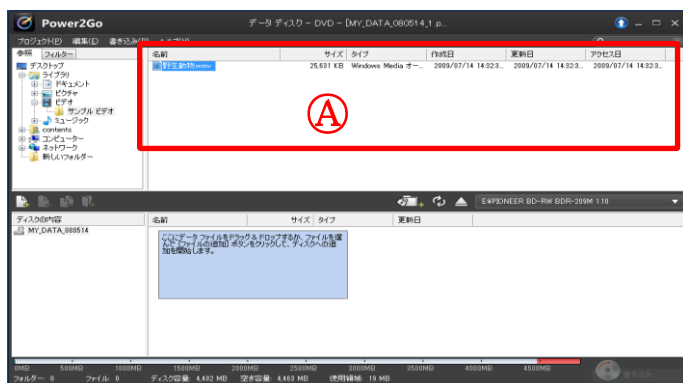 Power2Go
データ ディスク - DVD - [MY_DATA_080514_1.p...
プロジェクト(P) 編集(E) 書き込み(B) ヘルプ(H)
参照 フィルター
デスクトップ
ライブラリ
ドキュメント
ピクチャ
ビデオ
サンプル ビデオ
ミュージック
contents
コンピューター
ネットワーク
新しいフォルダー
名前 サイズ タイプ 作成日 更新日 アクセス日
野生動物.wmv 25,631 KB Windows Media オー... 2009/07/14 14:32:3... 2009/07/14 14:32:3... 2009/07/14 14:32:3...
Ⓐ
E:¥PIONEER BD-RW BDR-209M 1.10
ディスクの内容
MY_DATA_080514
名前 サイズ タイプ 更新日
ここにデータ ファイルをドラッグ & ドロップするか、ファイルを選
んで [ファイルの追加] ボタンをクリックして、ディスクへの追
加を開始します。
0MB 500MB 1000MB 1500MB 2000MB 2500MB 3000MB 3500MB 4000MB 4500MB
フォルダー: 0 ファイル: 0 ディスク容量: 4,482 MB 空き容量: 4,463 MB 使用領域: 19 MB
書き込み